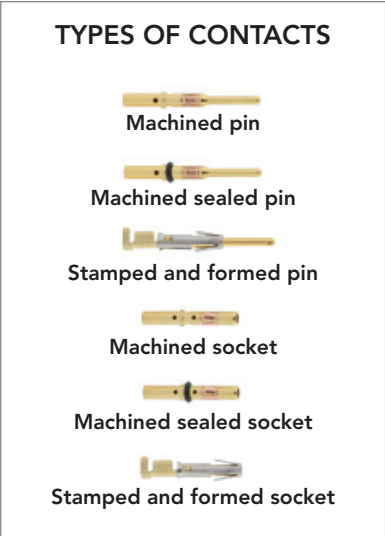 TYPES OF CONTACTS
Machined pin
Machined sealed pin
Stamped and formed pin
Machined socket
Machined sealed socket
Stamped and formed socket